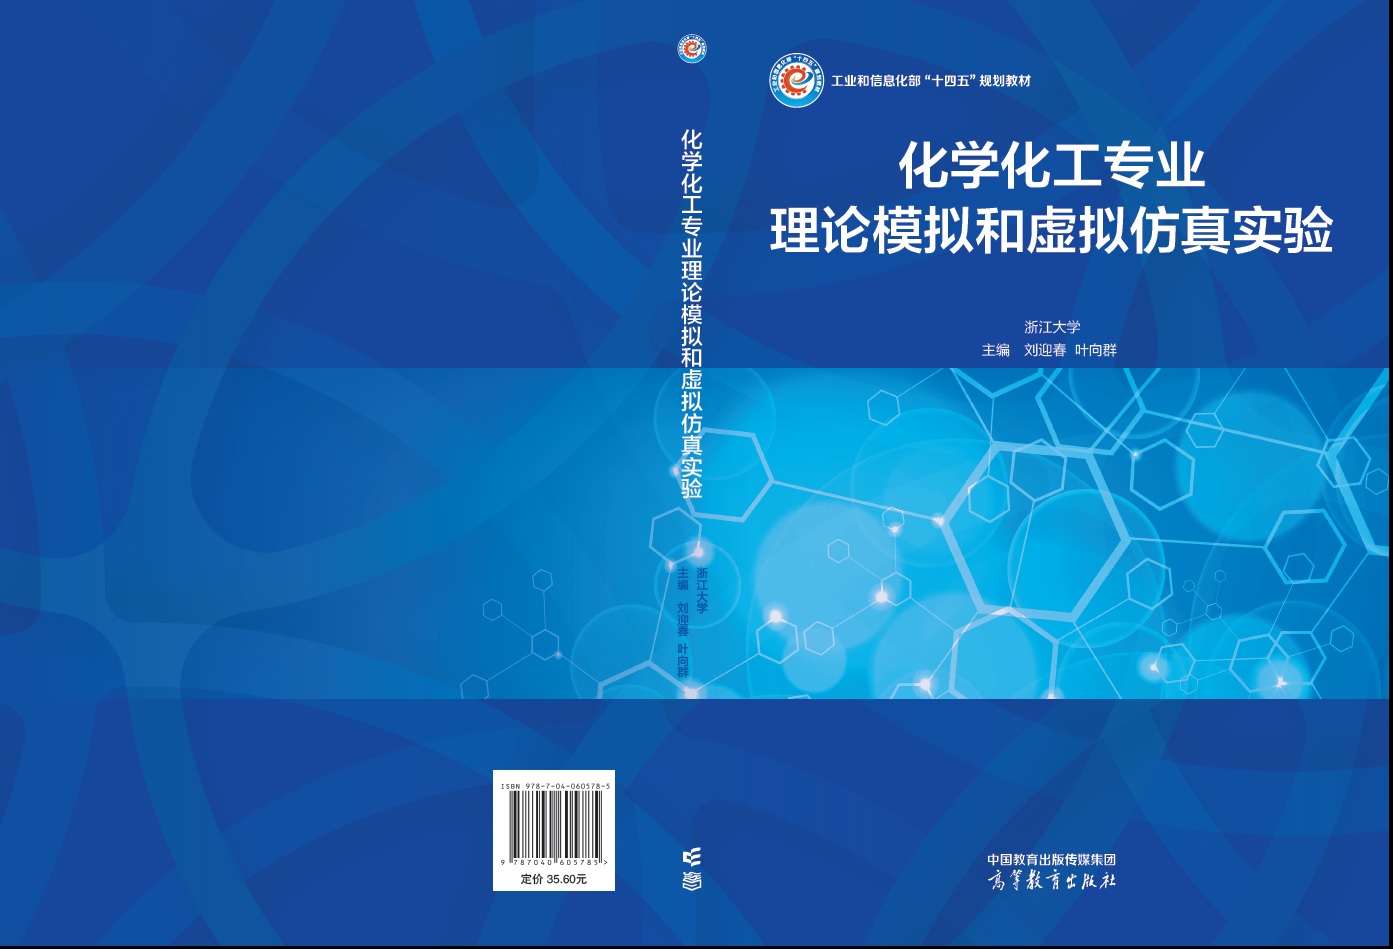 工业和信息化部“十四五”规划教材
化学化工专业
理论模拟和虚拟仿真实验
浙江大学
主编 刘迎春 叶向群
中国教育出版传媒集团
高等教育出版社
化学化工专业理论模拟和虚拟仿真实验
浙江大学
主编 刘迎春 叶向群
ISBN 978-7-04-060578-5
9 787040 605785 >
定价 35.60元